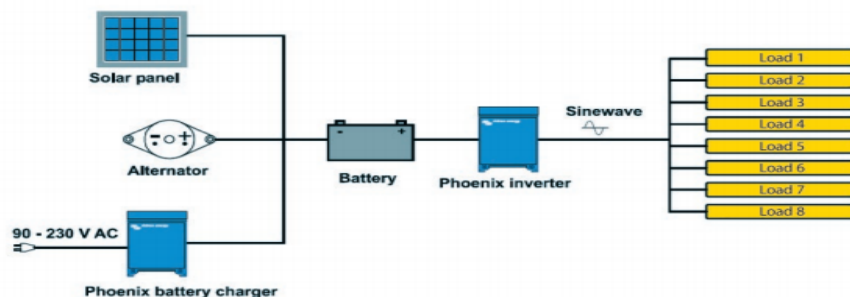 Solar panel
Alternator
90 - 230 V AC
Phoenix battery charger
- +
Battery
Phoenix inverter
Sinewave
Load 1
Load 2
Load 3
Load 4
Load 5
Load 6
Load 7
Load 8